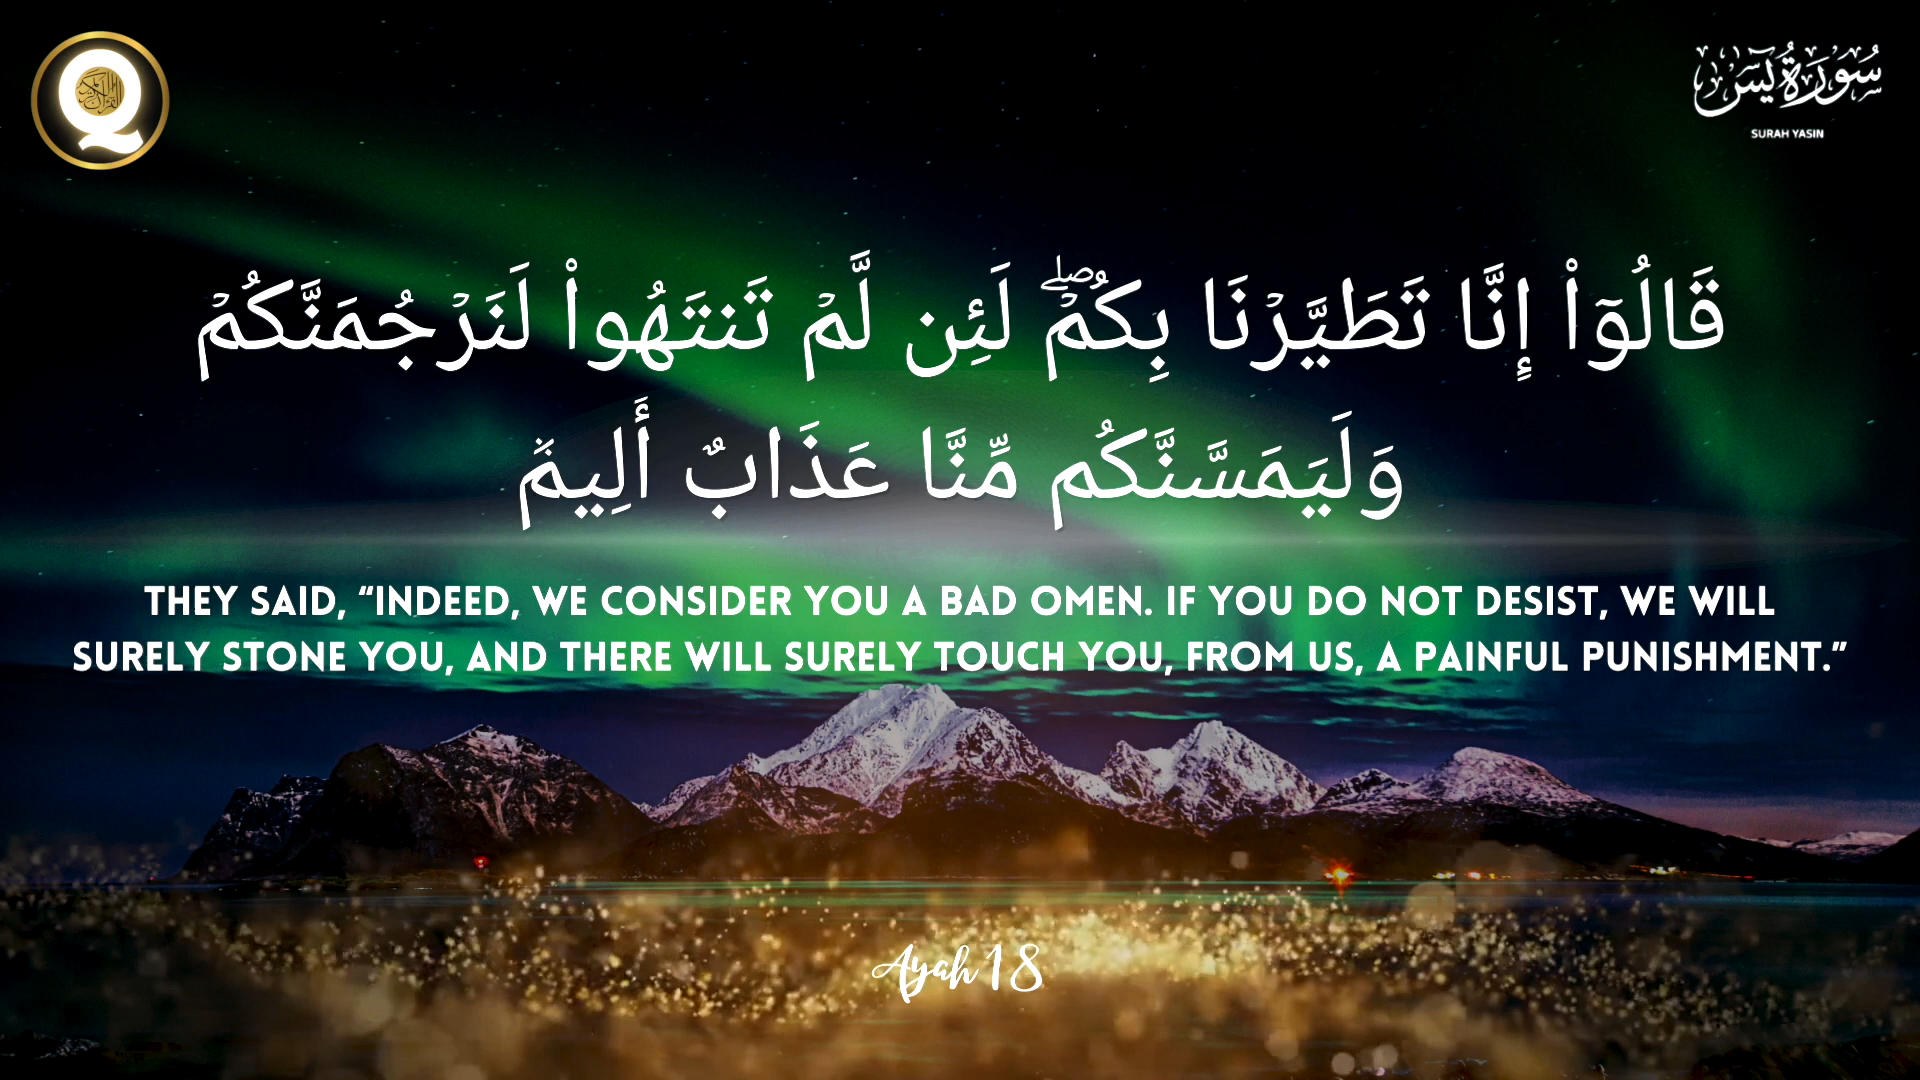 سُورَةُ يسٓ
SURAH YASIN
قَالُوٓاْ إِنَّا تَطَيَّرۡنَا بِكُمۡۖ لَئِن لَّمۡ تَنتَهُواْ لَنَرۡجُمَنَّكُمۡ
وَلَيَمَسَّنَّكُم مِّنَّا عَذَابٌ أَلِيمٞ
THEY SAID, “INDEED, WE CONSIDER YOU A BAD OMEN. IF YOU DO NOT DESIST, WE WILL
SURELY STONE YOU, AND THERE WILL SURELY TOUCH YOU, FROM US, A PAINFUL PUNISHMENT.”
Ayah 18